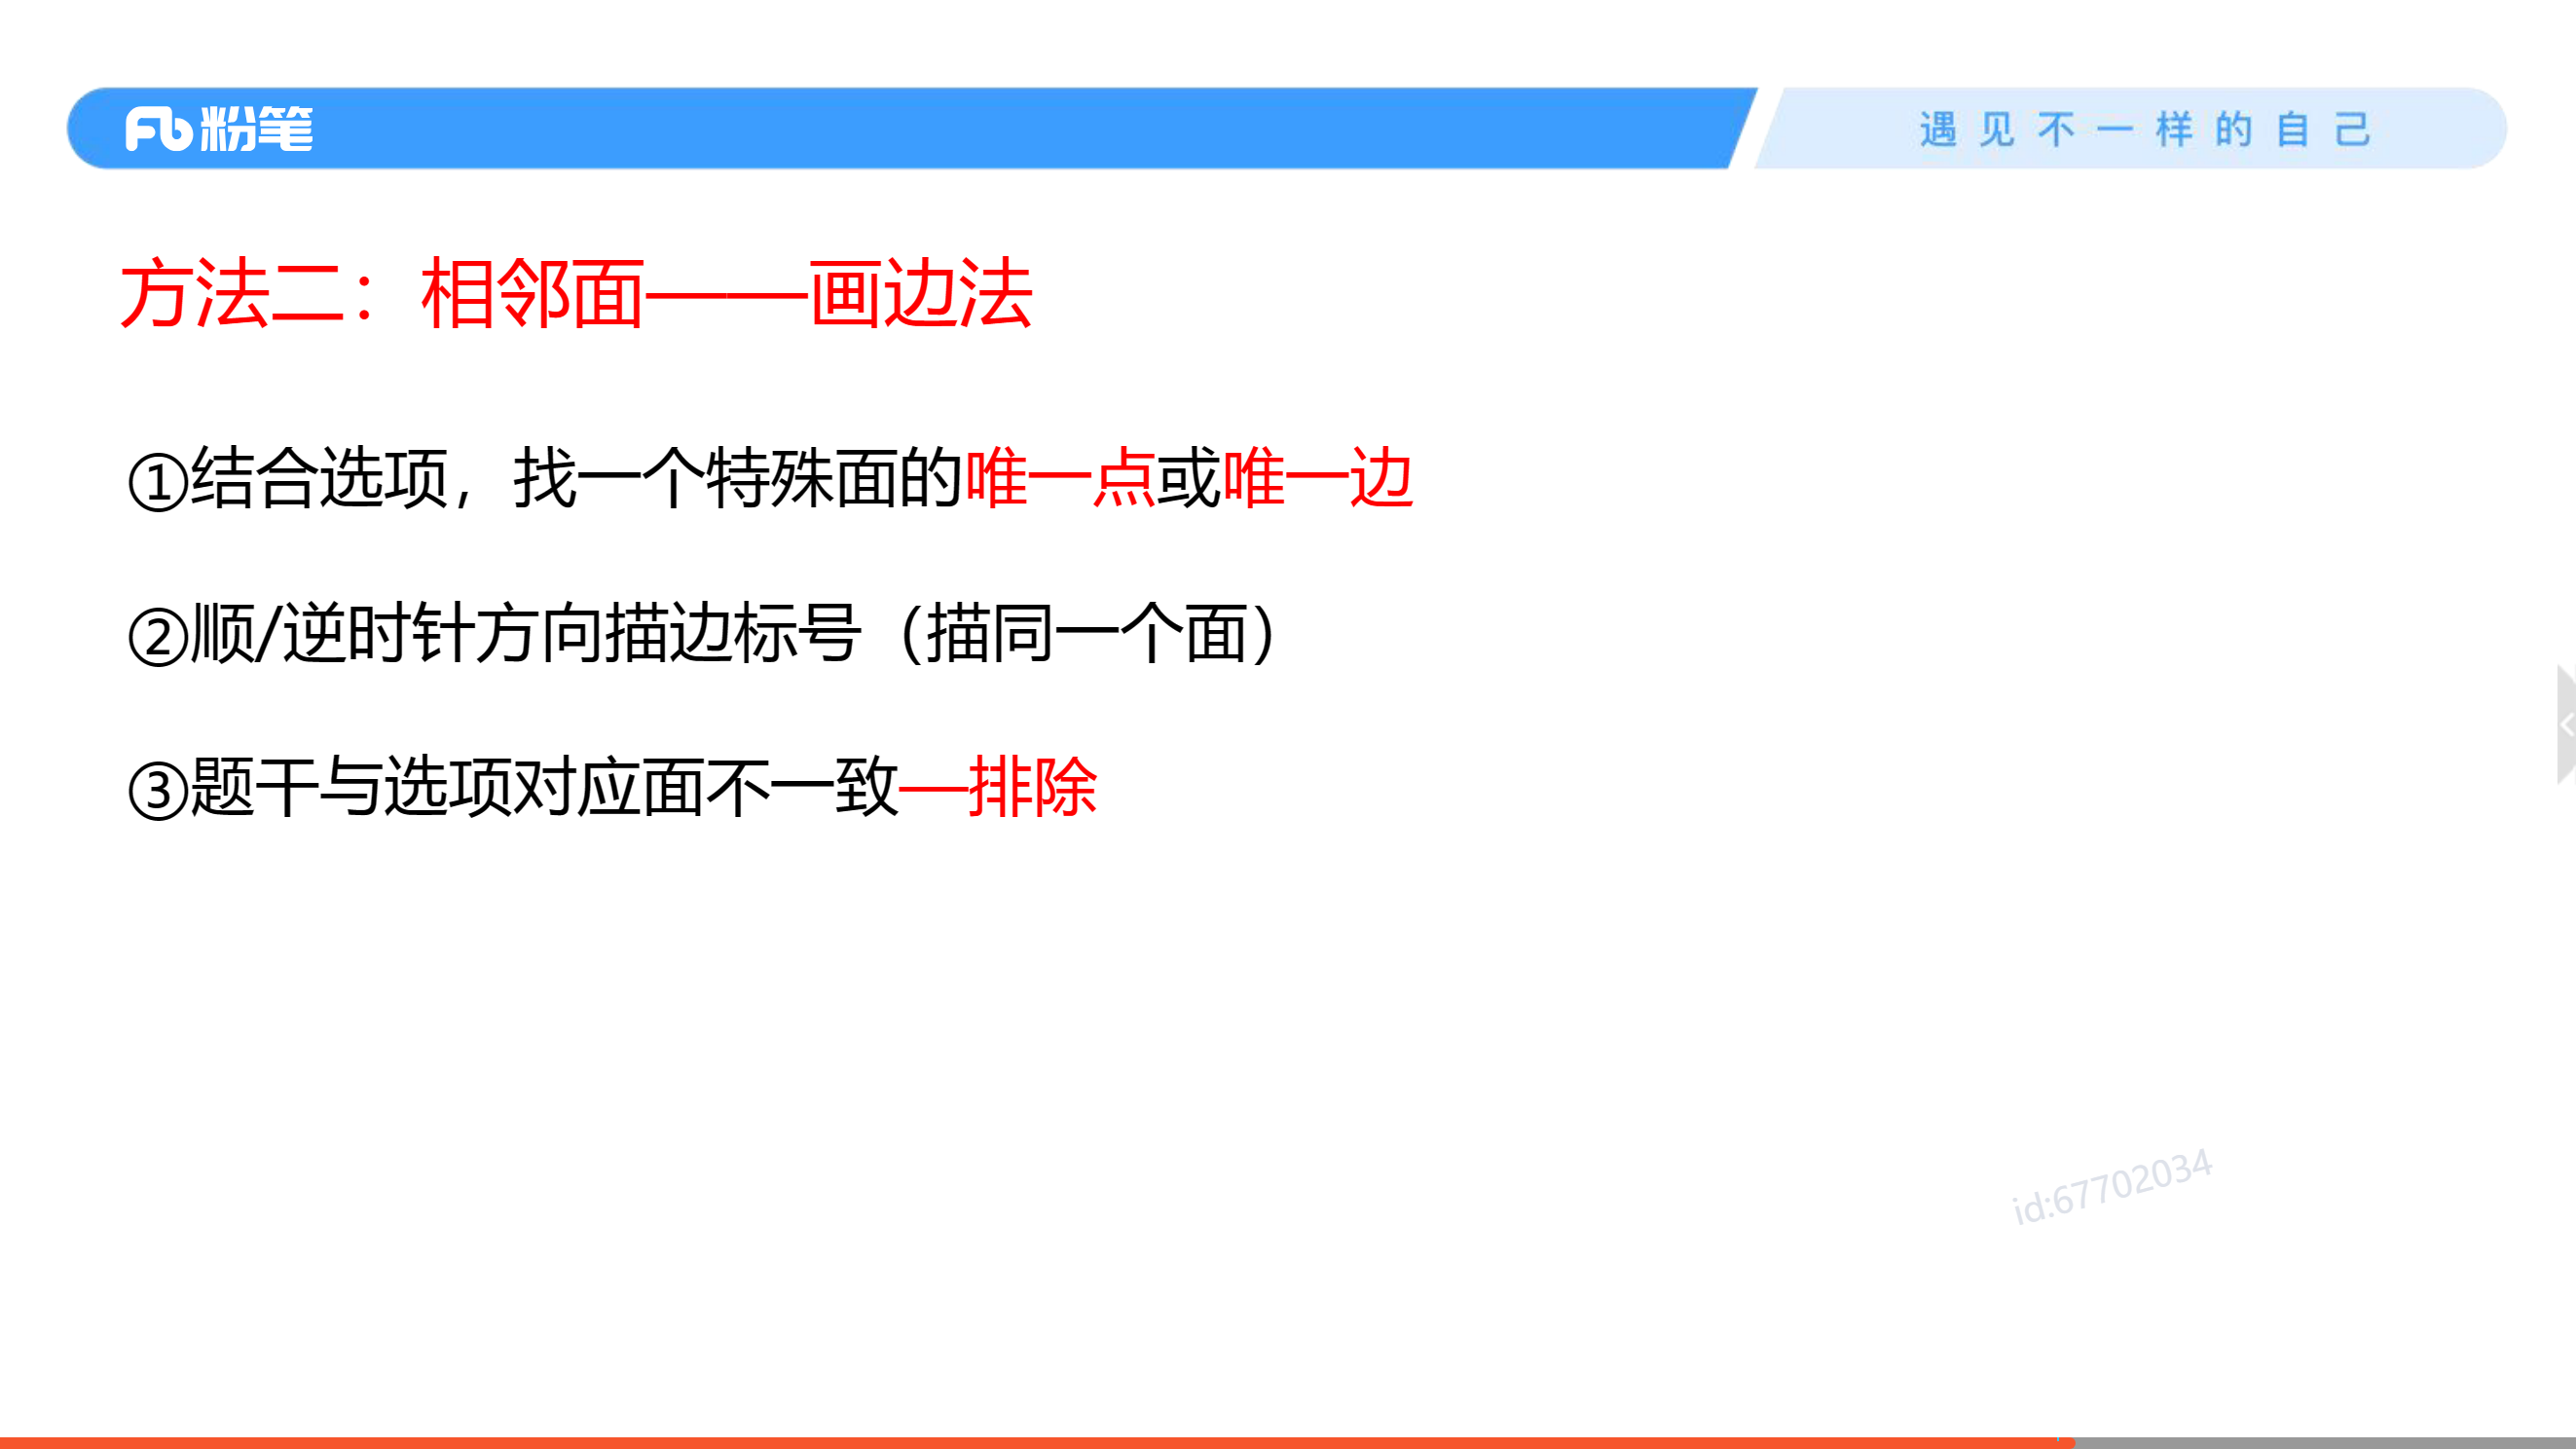 粉笔
遇见不一样的自己
方法二：相邻面——画边法
①结合选项，找一个特殊面的唯一点或唯一边
②顺/逆时针方向描边标号（描同一个面）
③题干与选项对应面不一致—排除
id:67702034